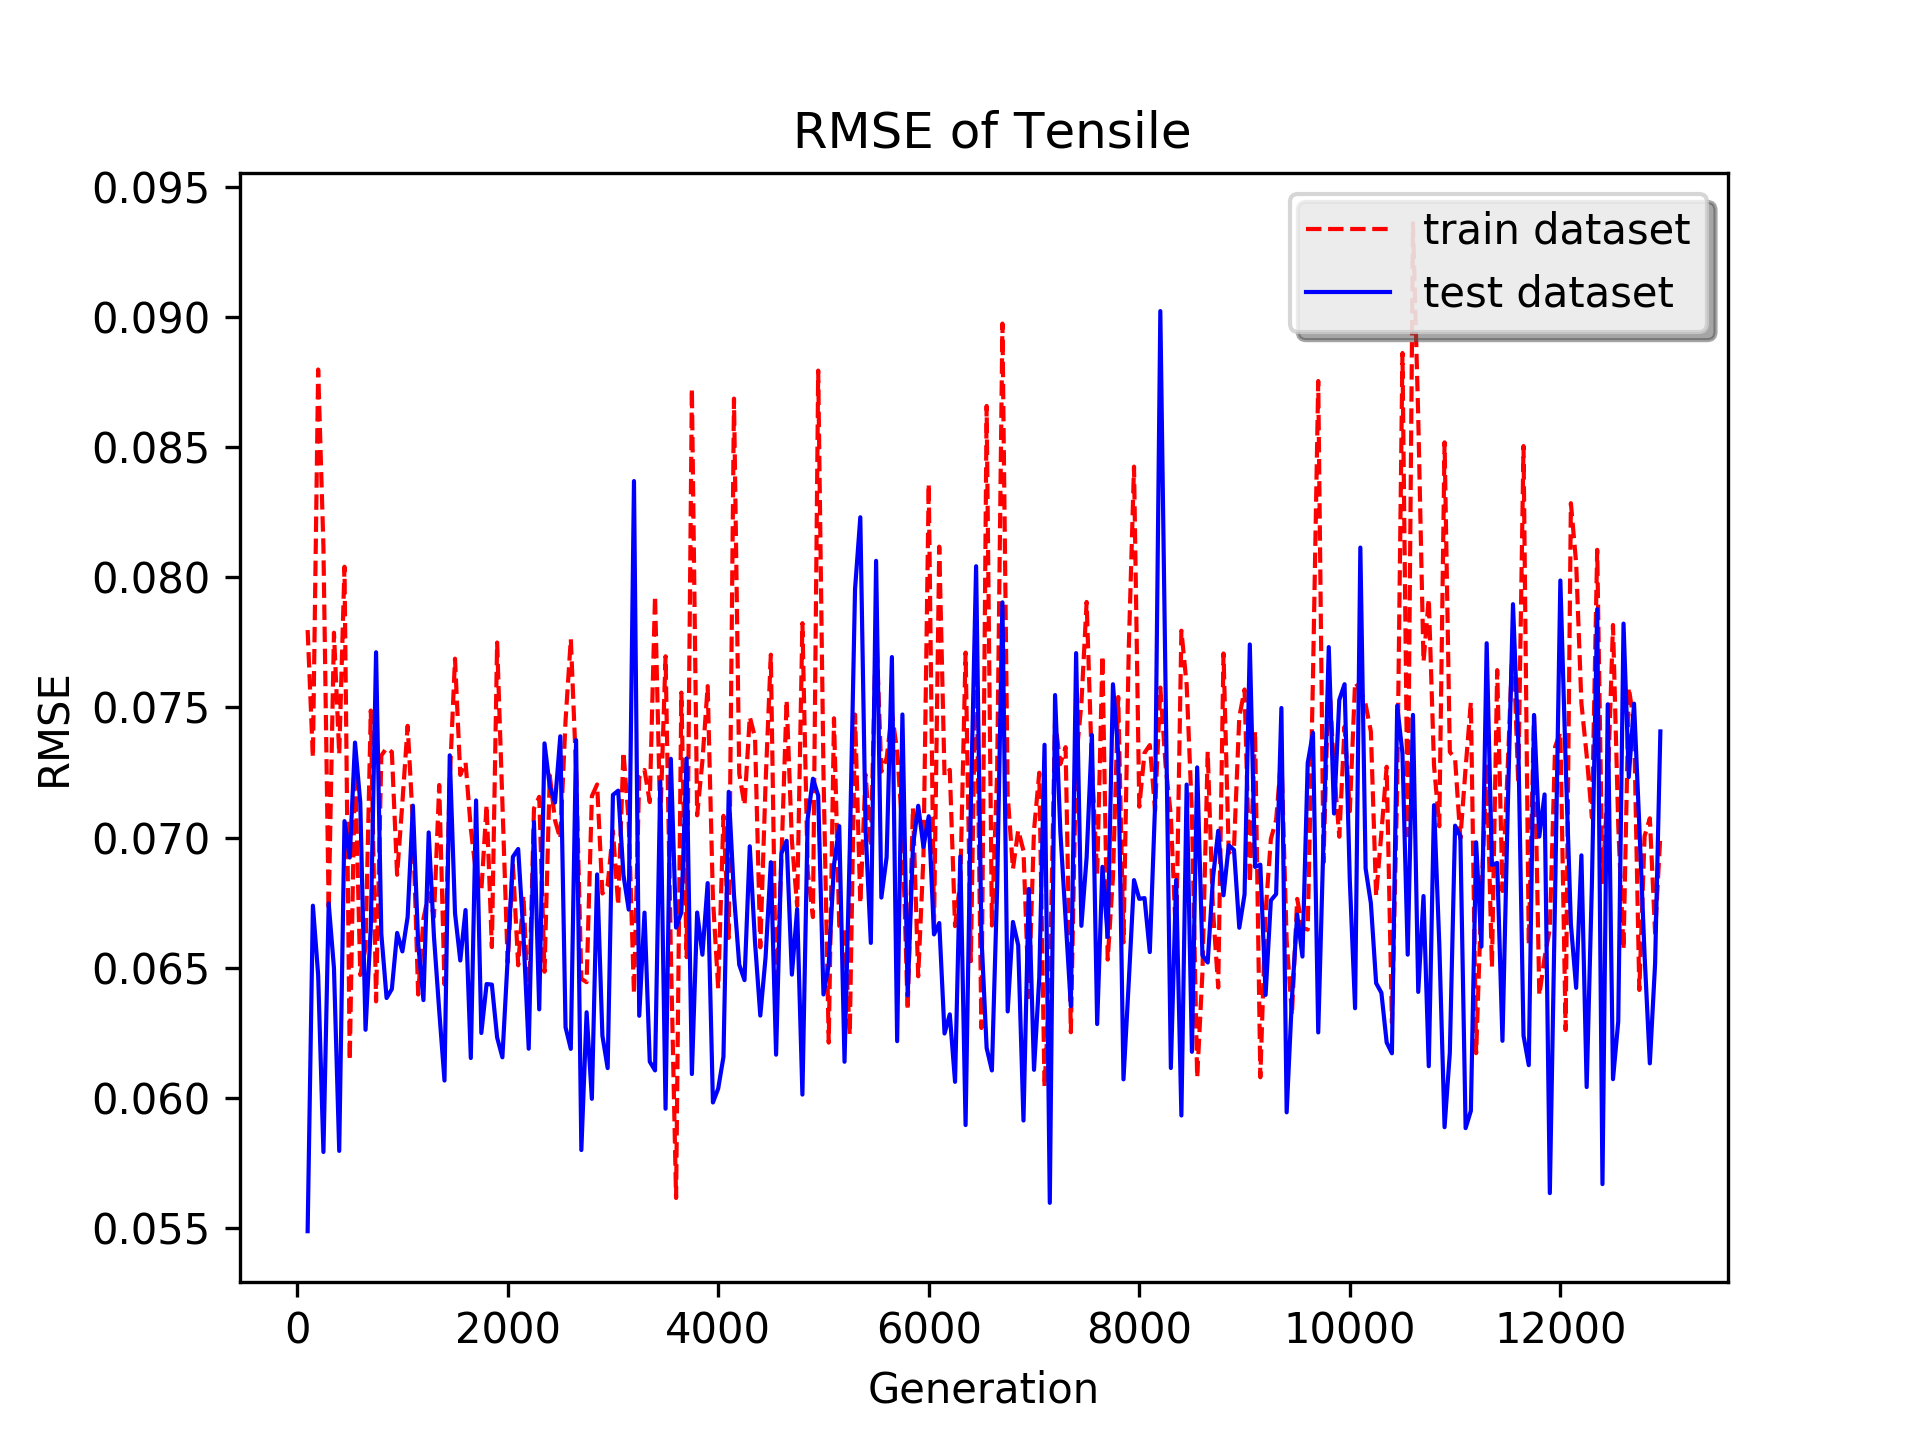 RMSE of Tensile
train dataset
test dataset
0.095
0.090
0.085
0.080
0.075
0.070
0.065
0.060
0.055
RMSE
0 2000 4000 6000 8000 10000 12000
Generation